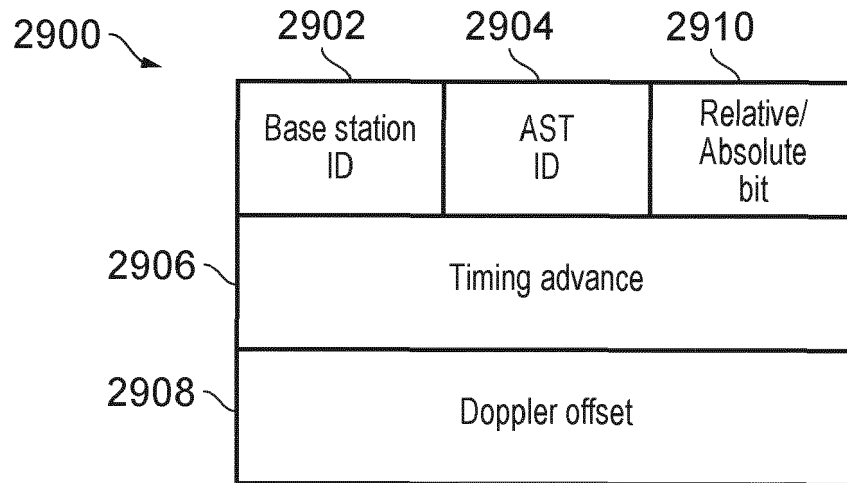 2900
2902
2904
2910
Base station
ID
AST
ID
Relative/
Absolute
bit
2906
Timing advance
2908
Doppler offset